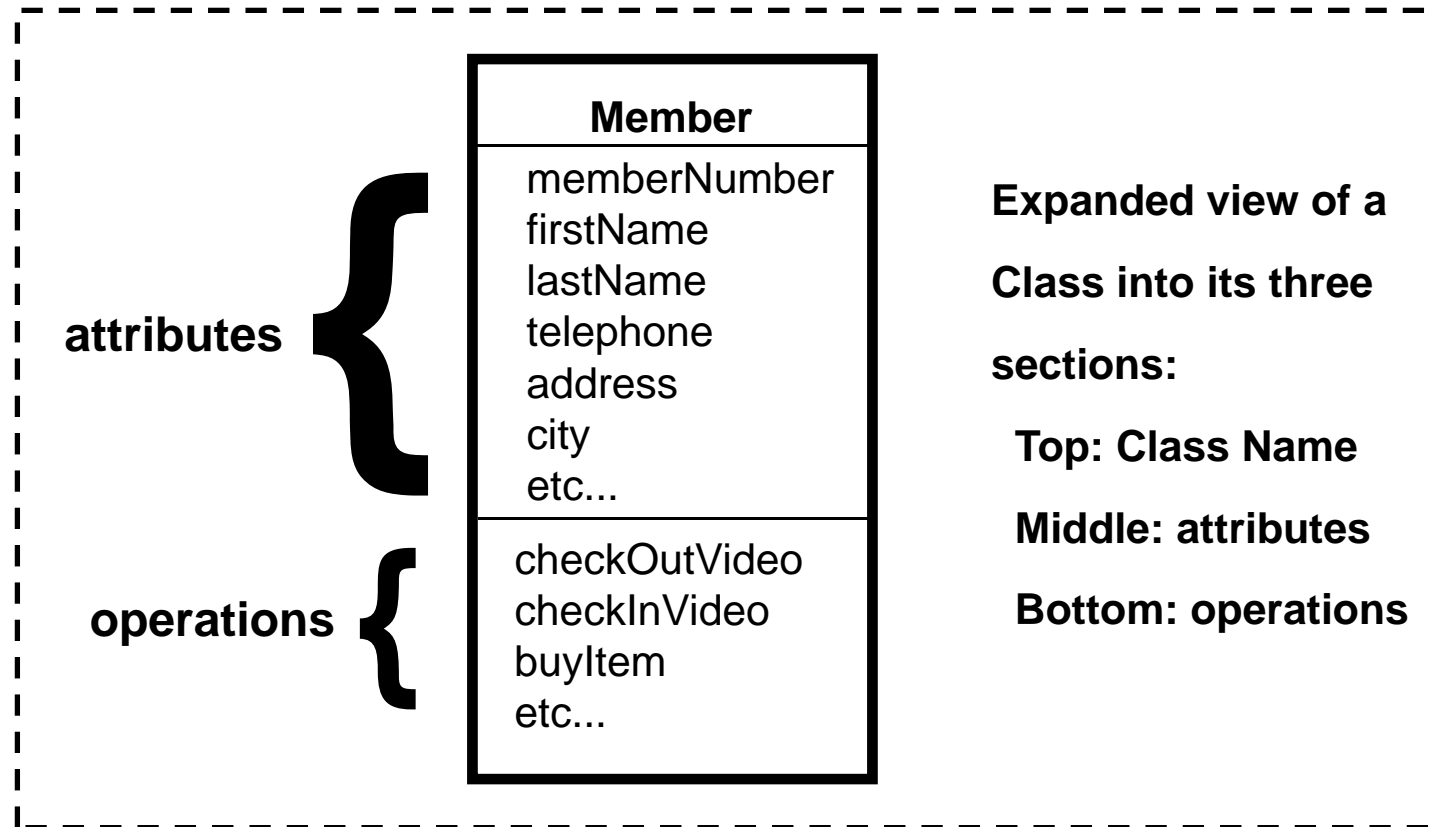 Member
memberNumber
firstName
lastName
telephone
address
city
etc...
attributes
checkOutVideo
checkInVideo
buyItem
etc...
operations
Expanded view of a
Class into its three
sections:
Top: Class Name
Middle: attributes
Bottom: operations